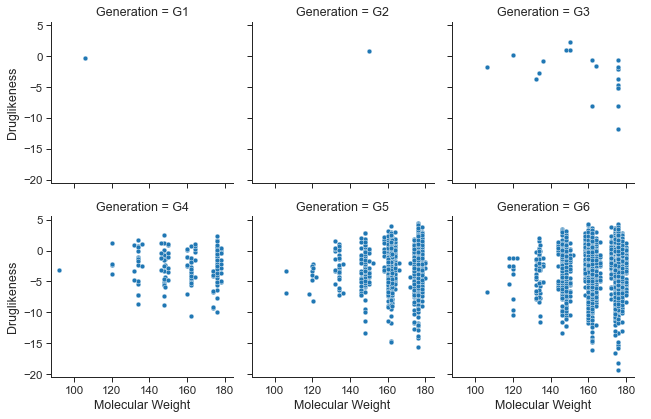 Generation = G1
Generation = G2
Generation = G3
5
0
−5
−10
−15
−20
Druglikeness
Generation = G4
Generation = G5
Generation = G6
5
0
−5
−10
−15
−20
Druglikeness
100 120 140 160 180
100 120 140 160 180
100 120 140 160 180
Molecular Weight
Molecular Weight
Molecular Weight